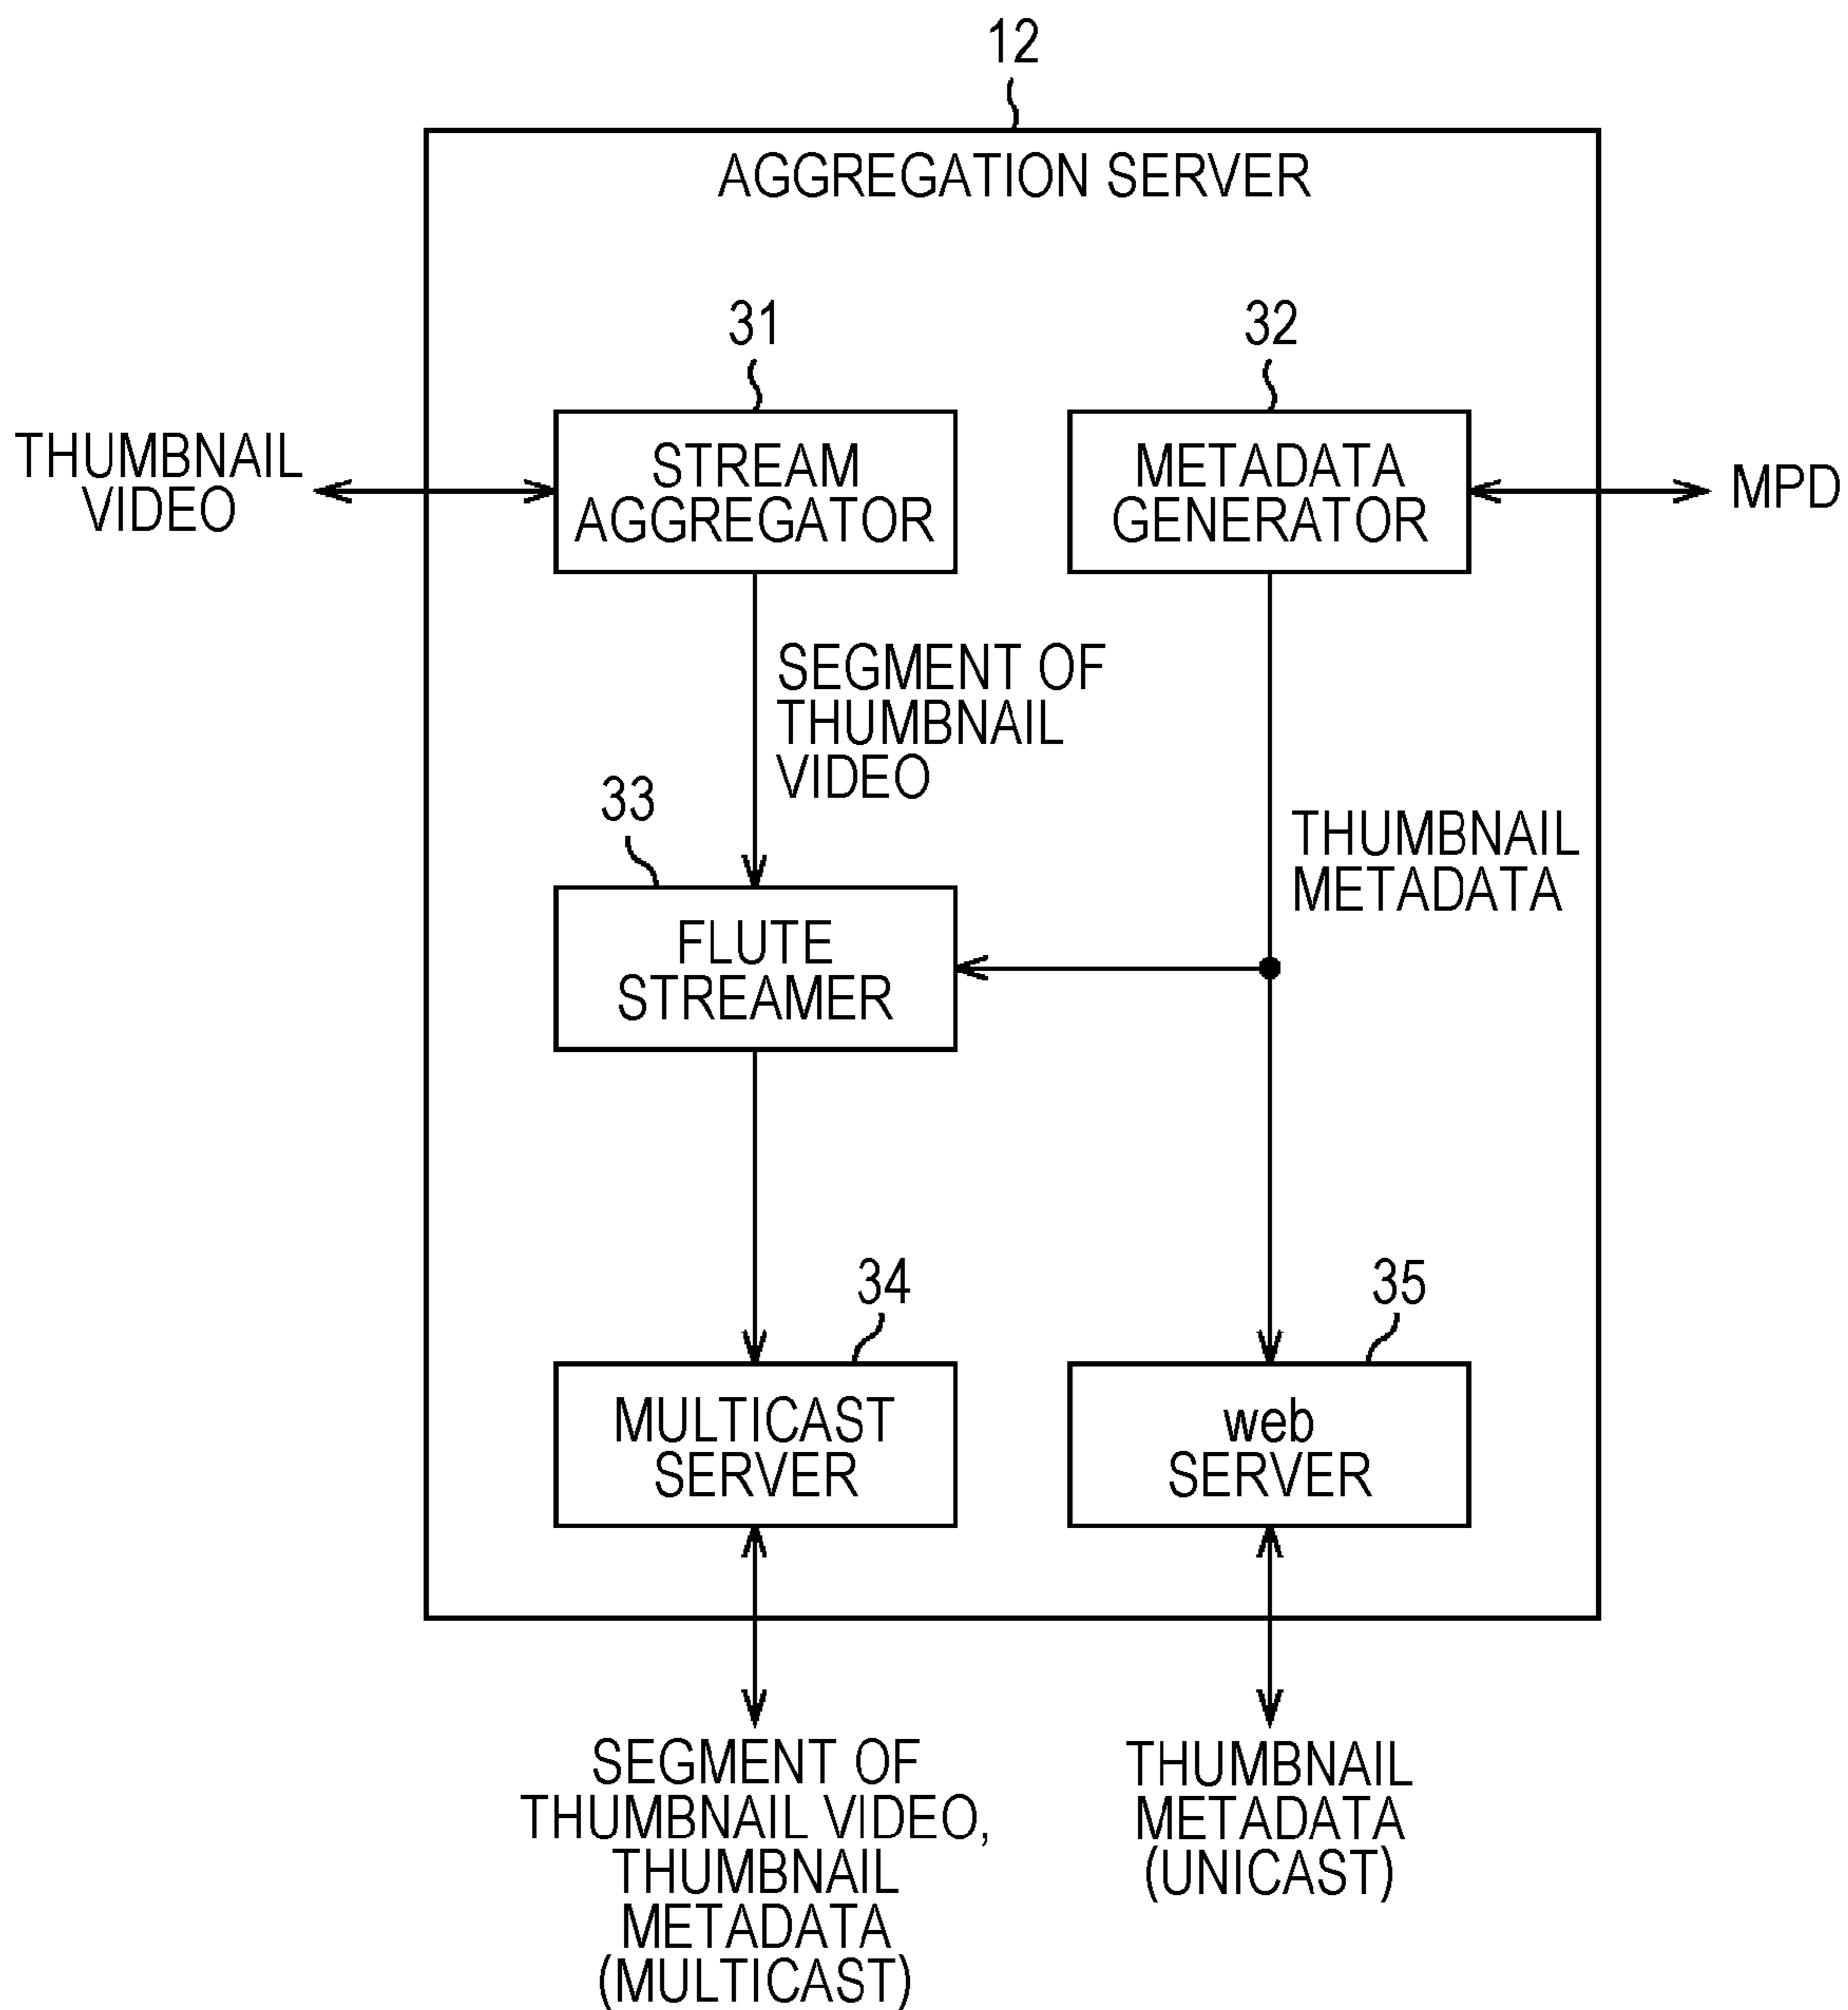 12
AGGREGATION SERVER
31
32
THUMBNAIL
VIDEO
STREAM
AGGREGATOR
METADATA
GENERATOR
MPD
SEGMENT OF
THUMBNAIL
VIDEO
33
THUMBNAIL
METADATA
FLUTE
STREAMER
34
35
MULTICAST
SERVER
web
SERVER
SEGMENT OF
THUMBNAIL VIDEO,
THUMBNAIL
METADATA
(MULTICAST)
THUMBNAIL
METADATA
(UNICAST)